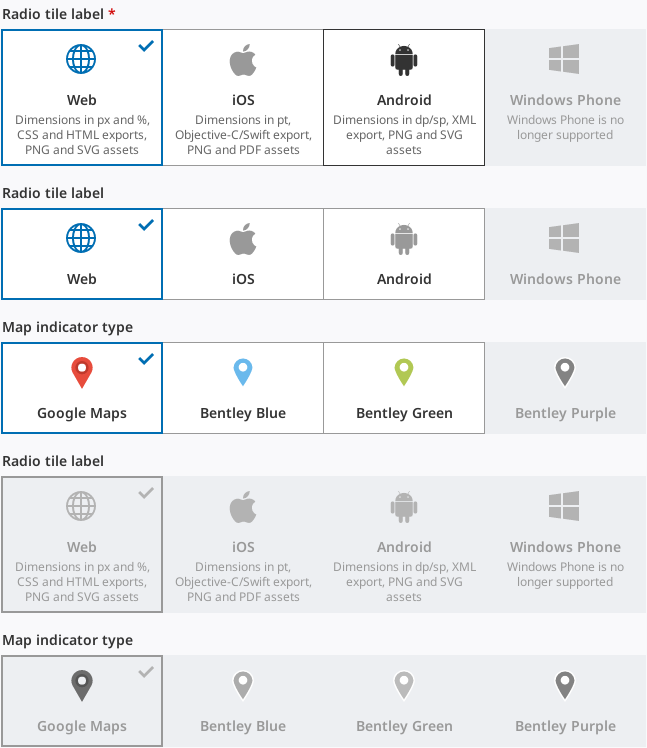 Radio tile label *
Web
Dimensions in px and %,
CSS and HTML exports,
PNG and SVG assets
iOS
Dimensions in pt,
Objective-C/Swift export,
PNG and PDF assets
Android
Dimensions in dp/sp, XML
export, PNG and SVG
assets
Windows Phone
Windows Phone is no
longer supported
Radio tile label
Web
iOS
Android
Windows Phone
Map indicator type
Google Maps
Bentley Blue
Bentley Green
Bentley Purple
Radio tile label
Web
Dimensions in px and %,
CSS and HTML exports,
PNG and SVG assets
iOS
Dimensions in pt,
Objective-C/Swift export,
PNG and PDF assets
Android
Dimensions in dp/sp, XML
export, PNG and SVG
assets
Windows Phone
Windows Phone is no
longer supported
Map indicator type
Google Maps
Bentley Blue
Bentley Green
Bentley Purple